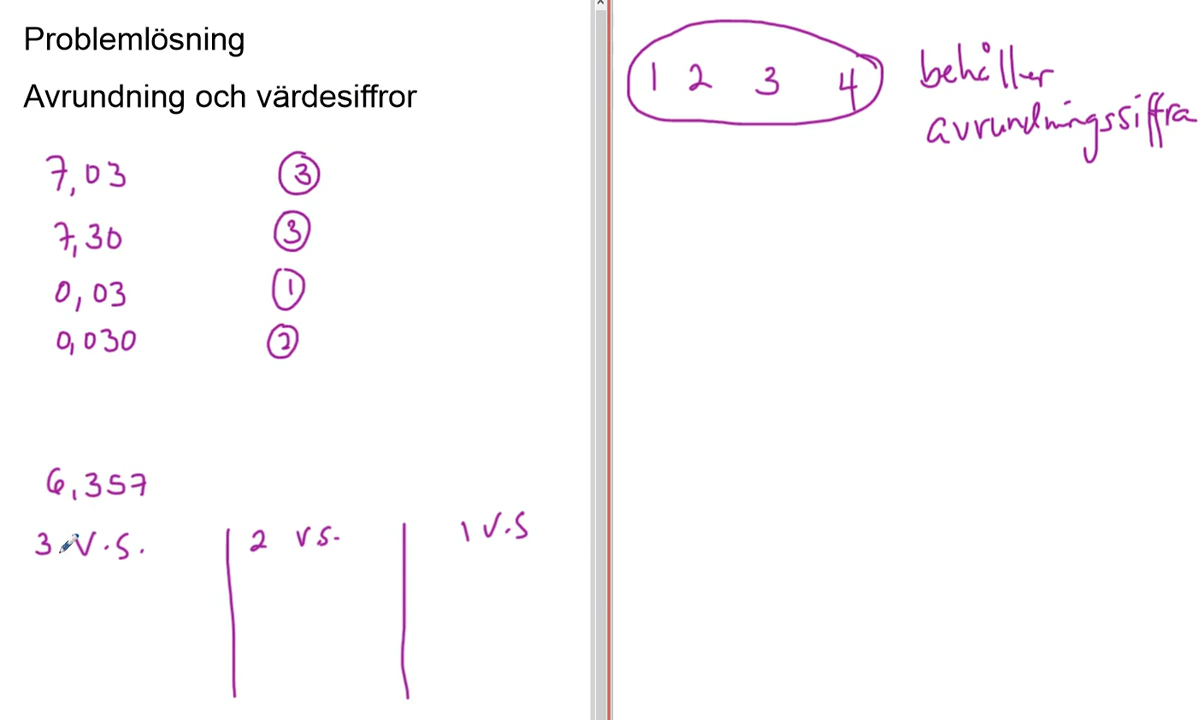 Problemlösning
Avrundning och värdesiffror
7,03 3
7,30 3
0,03 1
0,030 2
6,357
3 V.S.
2 VS.
1 V.S
1 2 3 4
behåller
avrundningssiffra